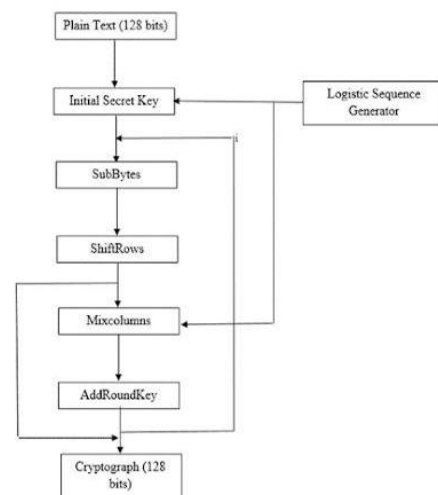 Plain Text (128 bits)
Initial Secret Key
Logistic Sequence
Generator
i
SubBytes
ShiftRows
Mixcolumns
AddRoundKey
Cryptograph (128
bits)